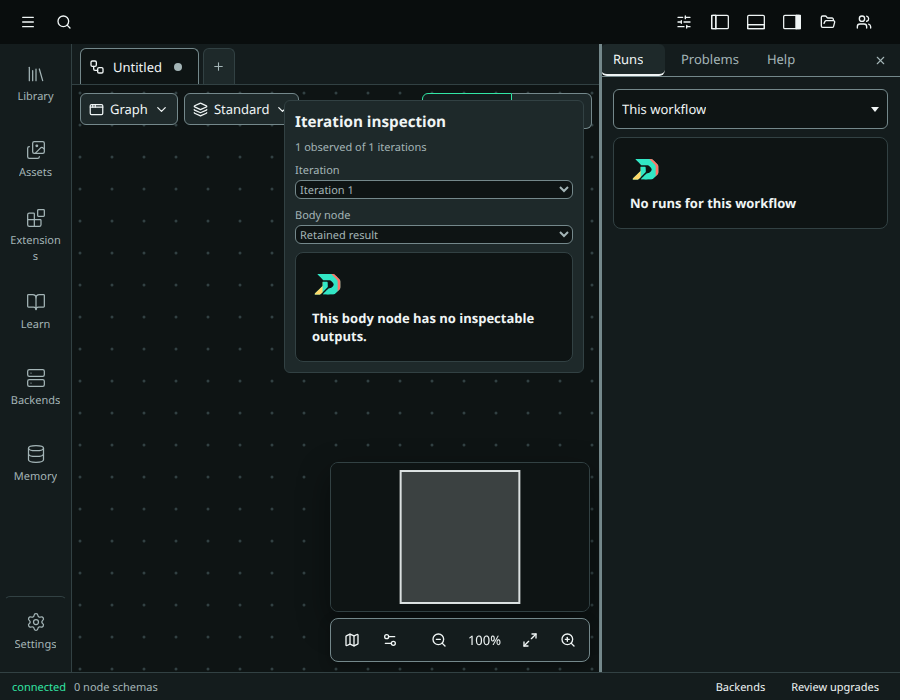 Untitled
+
Runs
Problems
Help
Library
Assets
Extension
s
Learn
Backends
Memory
Settings
Graph
Standard
Iteration inspection
1 observed of 1 iterations
Iteration
Iteration 1
Body node
Retained result
This body node has no inspectable
outputs.
100%
This workflow
No runs for this workflow
connected
0 node schemas
Backends
Review upgrades